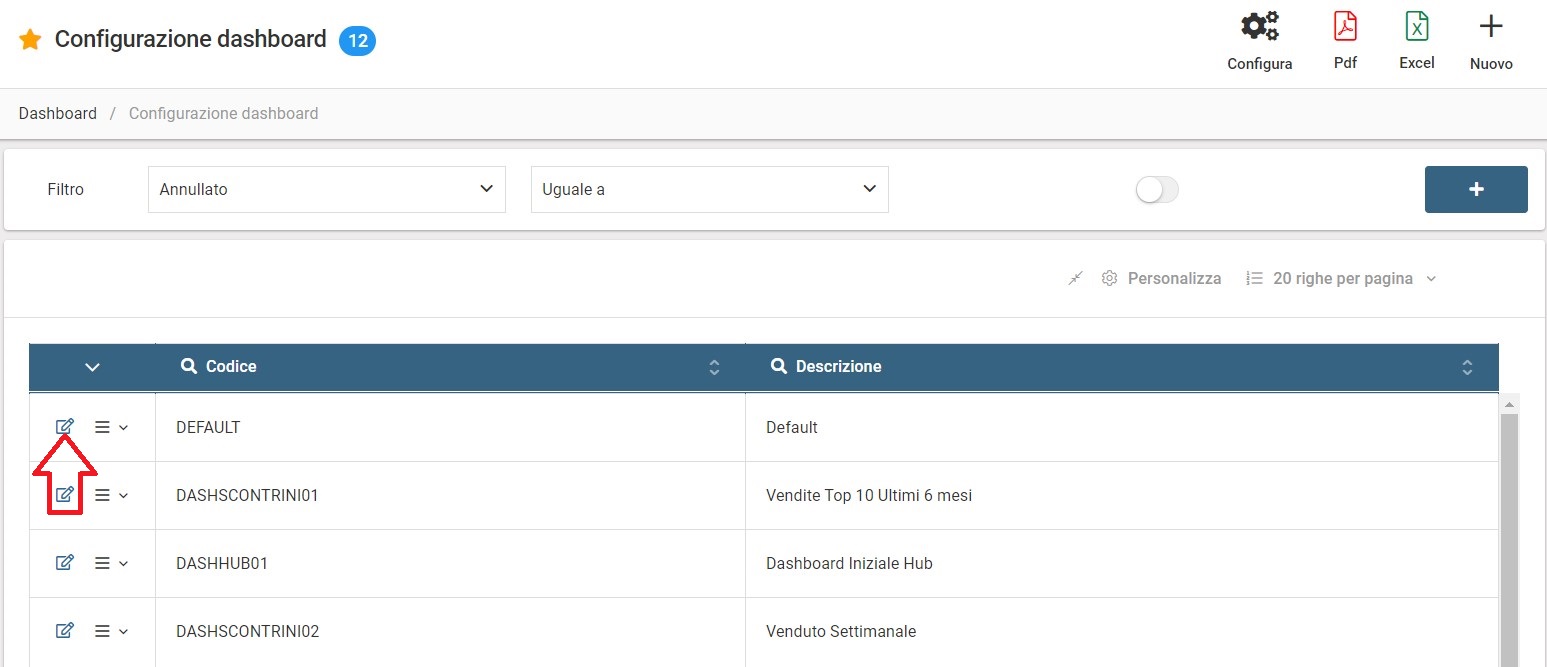 Configurazione dashboard 12
Configura Pdf Excel Nuovo
Dashboard / Configurazione dashboard
Filtro Annullato Uguale a +
Personalizza 20 righe per pagina
Codice Descrizione
DEFAULT Default
DASHSCONTRINI01 Vendite Top 10 Ultimi 6 mesi
DASHHUB01 Dashboard Iniziale Hub
DASHSCONTRINI02 Venduto Settimanale